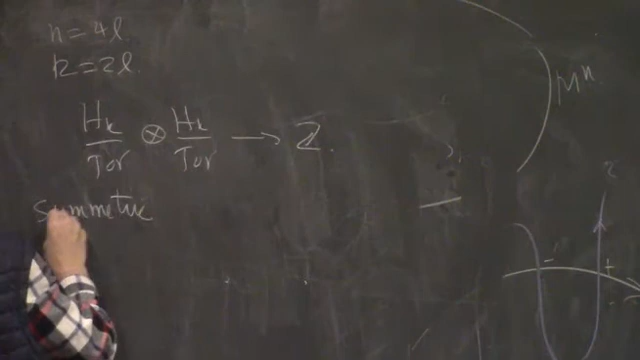 n = 4l.
k = 2l.
H_k / Tor ⊗ H_k / Tor → ℤ.
symmetric
M^n
- +
-